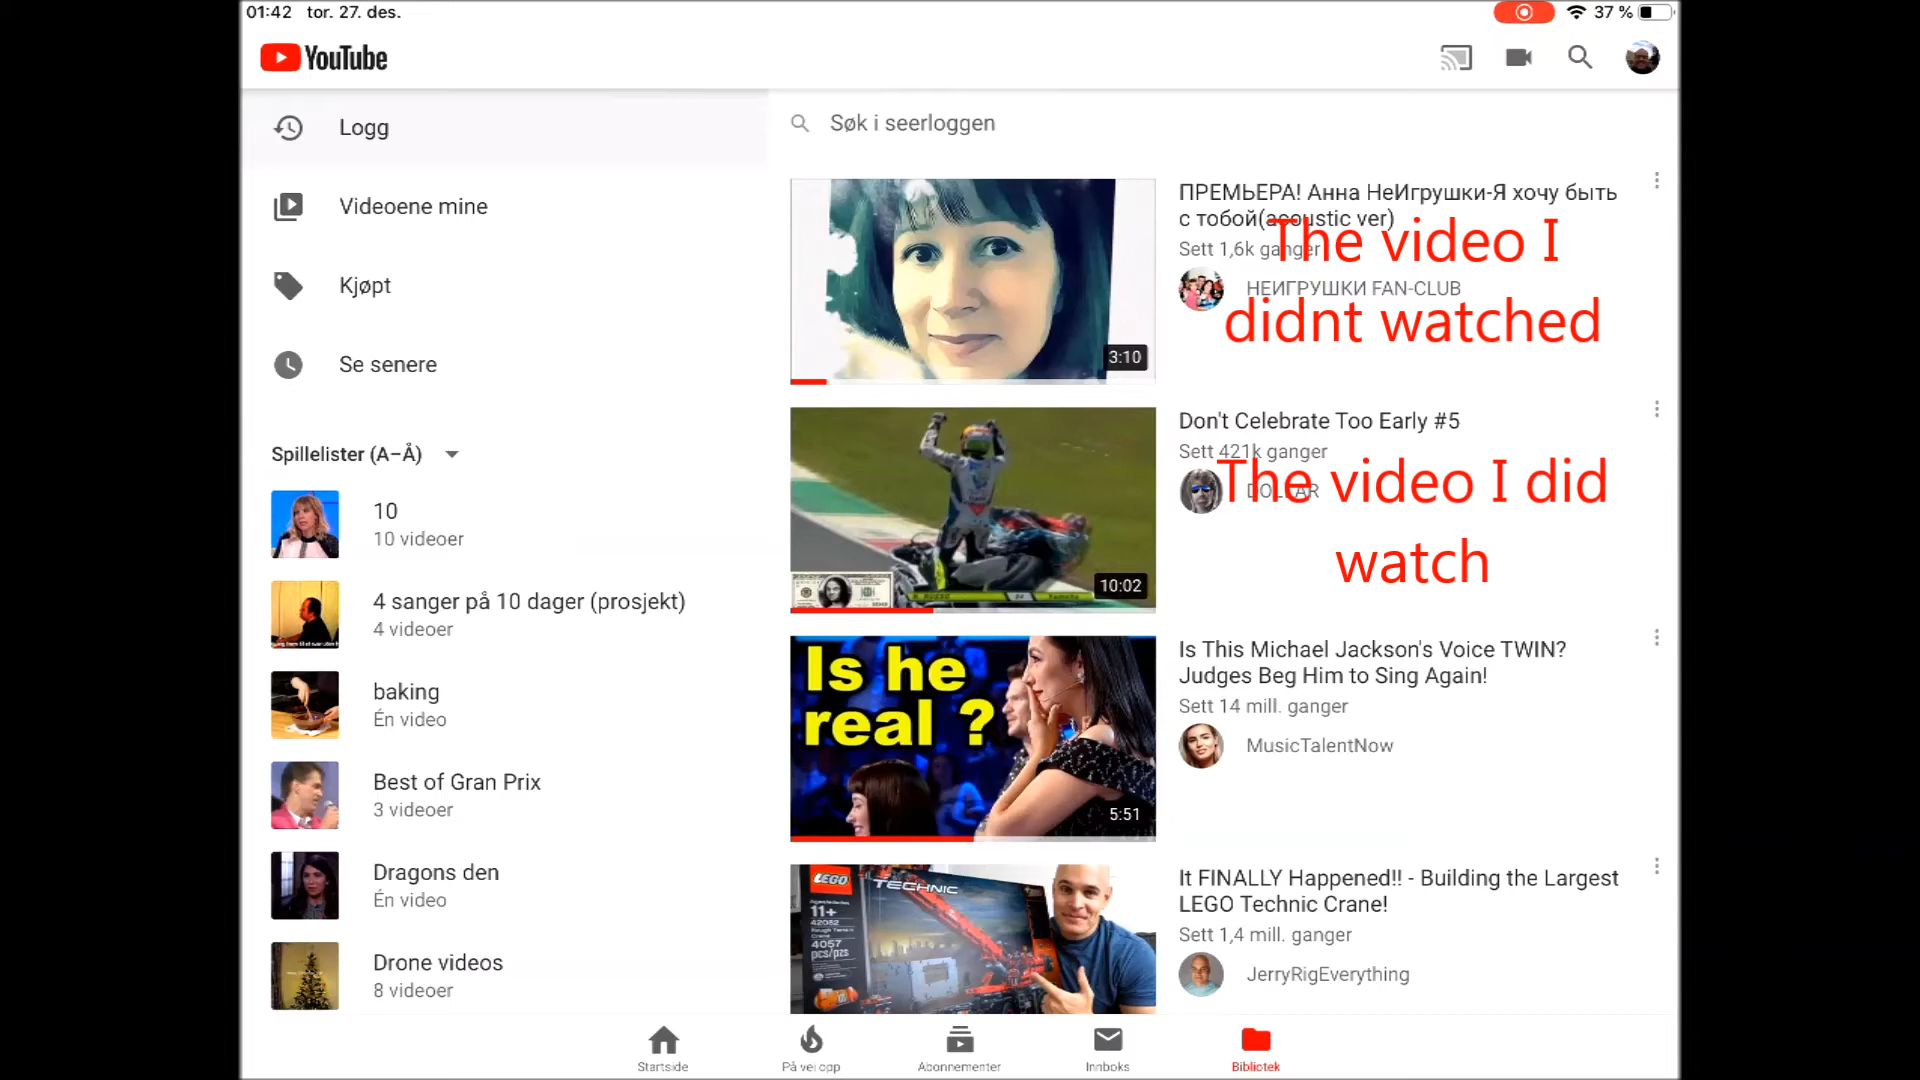 01:42 tor. 27. des.
37 %
YouTube
Logg
Videoene mine
Kjøpt
Se senere
Spillelister (A–Å)
10
10 videoer
4 sanger på 10 dager (prosjekt)
4 videoer
baking
Én video
Best of Gran Prix
3 videoer
Dragons den
Én video
Drone videos
8 videoer
Søk i seerloggen
3:10
ПРЕМЬЕРА! Анна НеИгрушки-Я хочу быть
с тобой(acoustic ver)
Sett 1,6k ganger
НЕИГРУШКИ FAN-CLUB
The video I
didnt watched
10:02
Don't Celebrate Too Early #5
Sett 421k ganger
DOLLAR
The video I did
watch
Is he
real ?
5:51
Is This Michael Jackson's Voice TWIN?
Judges Beg Him to Sing Again!
Sett 14 mill. ganger
MusicTalentNow
LEGO TECHNIC
11+
42082
4057
pcs/pzs
It FINALLY Happened!! - Building the Largest
LEGO Technic Crane!
Sett 1,4 mill. ganger
JerryRigEverything
Startside
På vei opp
Abonnementer
Innboks
Bibliotek